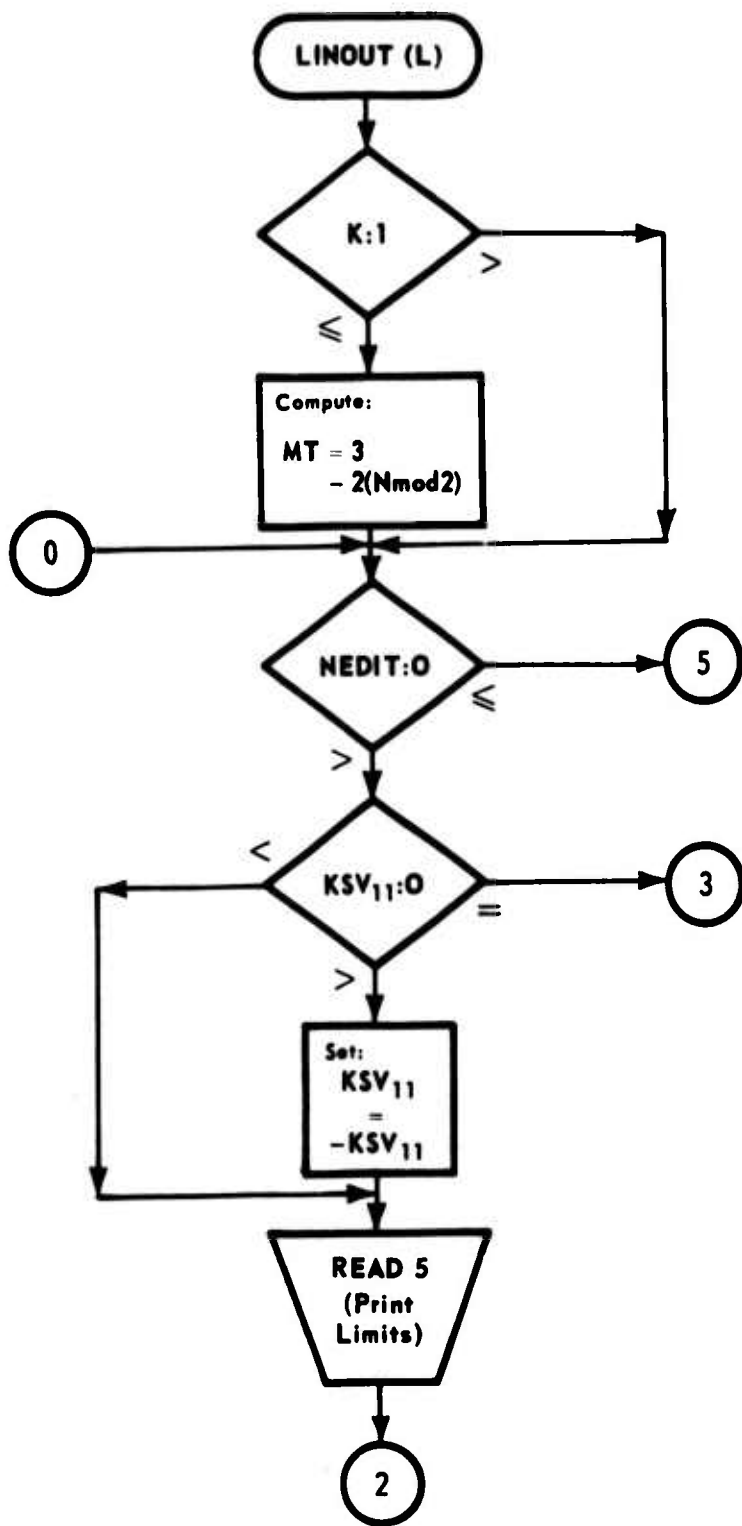 LINOUT (L)
K:1
>
≤
Compute:
MT = 3
- 2(Nmod2)
0
NEDIT:0
5
≤
>
<
KSV₁₁:0
3
=
>
Set:
KSV₁₁
=
-KSV₁₁
READ 5
(Print
Limits)
2